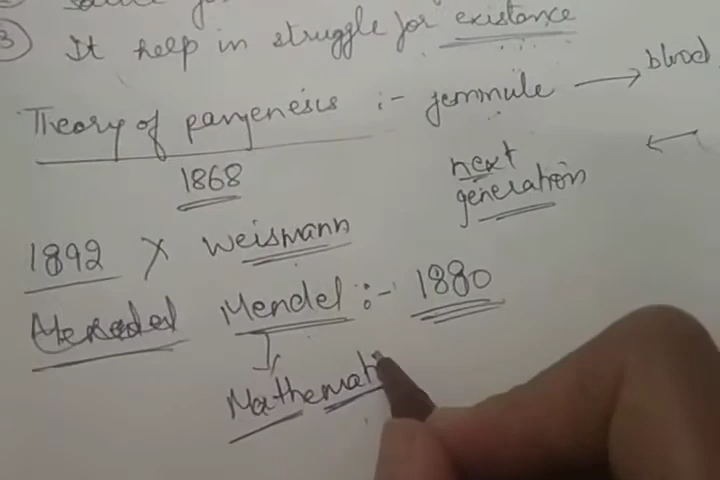 3 It help in struggle for existance
Theory of pangenesis :- gemmule → blood
1868
next
generation ←
1892 X Weismann
Mendel :- 1880
Mathemat